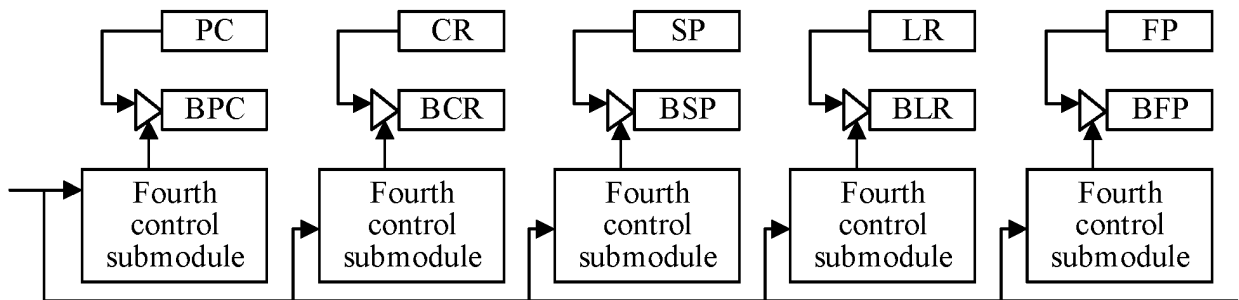 PC
CR
SP
LR
FP
BPC
BCR
BSP
BLR
BFP
Fourth
control
submodule
Fourth
control
submodule
Fourth
control
submodule
Fourth
control
submodule
Fourth
control
submodule